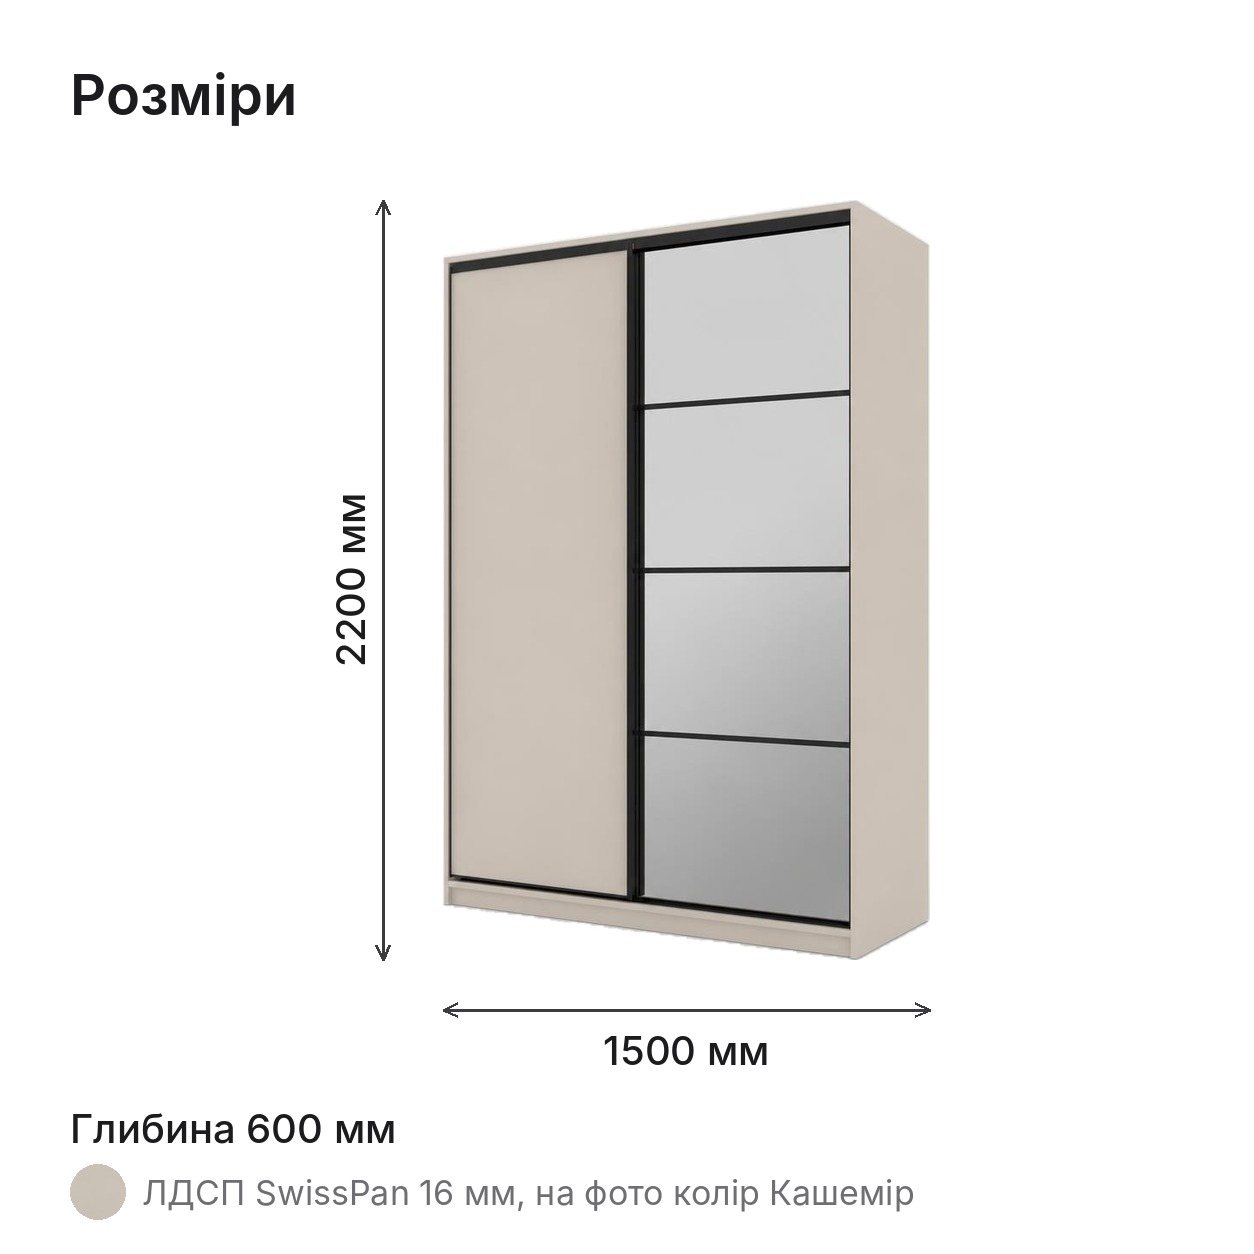 Розміри
2200 мм
1500 мм
Глибина 600 мм
ЛДСП SwissPan 16 мм, на фото колір Кашемір